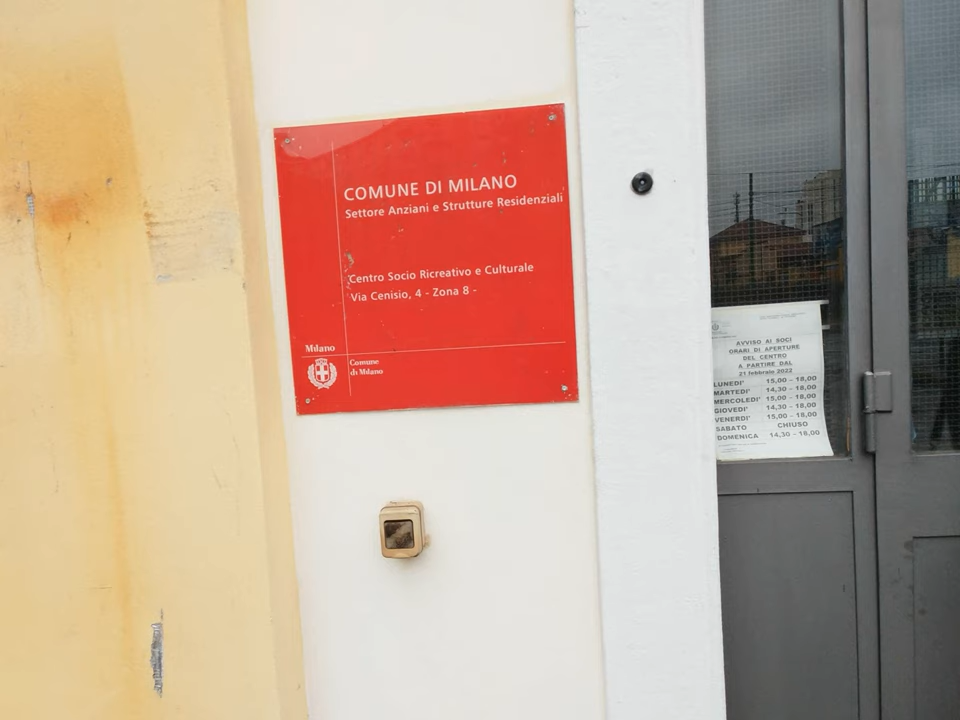 COMUNE DI MILANO
Settore Anziani e Strutture Residenziali
Centro Socio Ricreativo e Culturale
Via Cenisio, 4 - Zona 8 -
Milano
Comune
di Milano
AVVISO AI SOCI
ORARI DI APERTURE
DEL CENTRO
A PARTIRE DAL
21 febbraio 2022
LUNEDI' 15,00 - 18,00
MARTEDI' 14,30 - 18,00
MERCOLEDI' 15,00 - 18,00
GIOVEDI' 14,30 - 18,00
VENERDI' 15,00 - 18,00
SABATO CHIUSO
DOMENICA 14,30 - 18,00